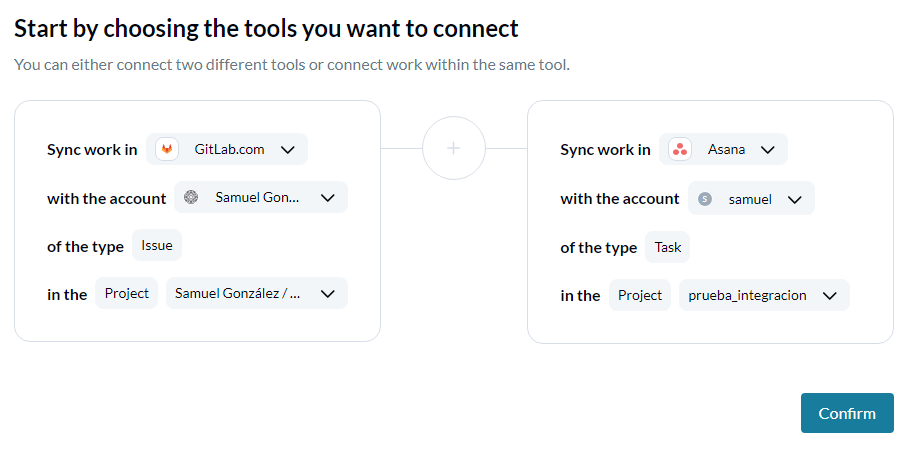 Start by choosing the tools you want to connect
You can either connect two different tools or connect work within the same tool.
Sync work in GitLab.com
with the account Samuel Gon...
of the type Issue
in the Project Samuel González / ...
+
Sync work in Asana
with the account S samuel
of the type Task
in the Project prueba_integracion
Confirm